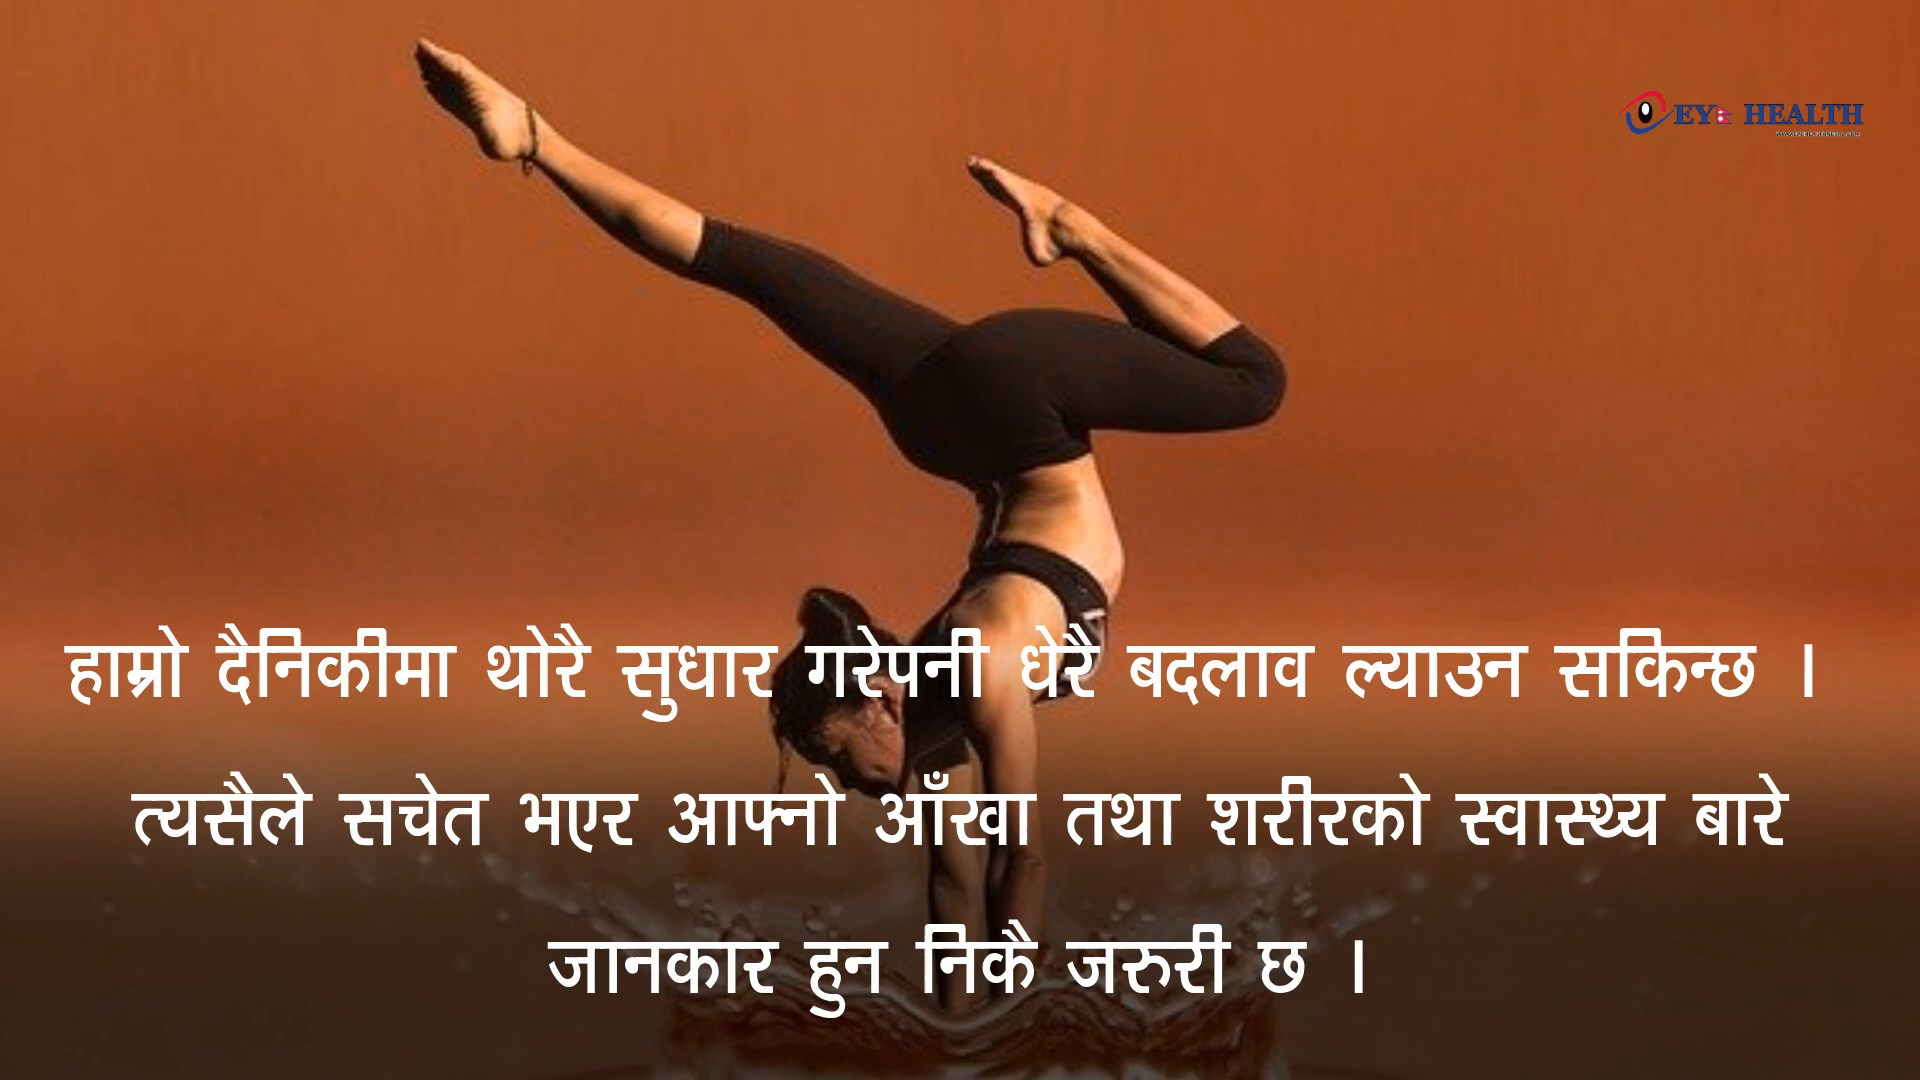 EYE HEALTH
हाम्रो दैनिकीमा थोरै सुधार गरेपनी धेरै बदलाव ल्याउन सकिन्छ ।
त्यसैले सचेत भएर आफ्नो आँखा तथा शरीरको स्वास्थ्य बारे
जानकार हुन निकै जरुरी छ ।